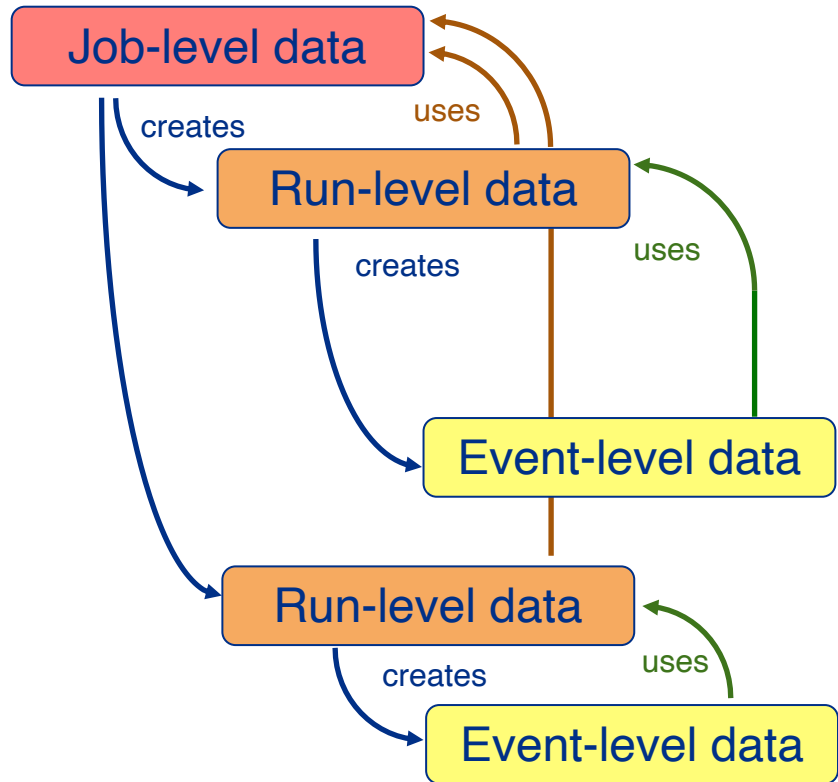 Job-level data
creates
uses
Run-level data
creates
uses
Event-level data
Run-level data
creates
uses
Event-level data